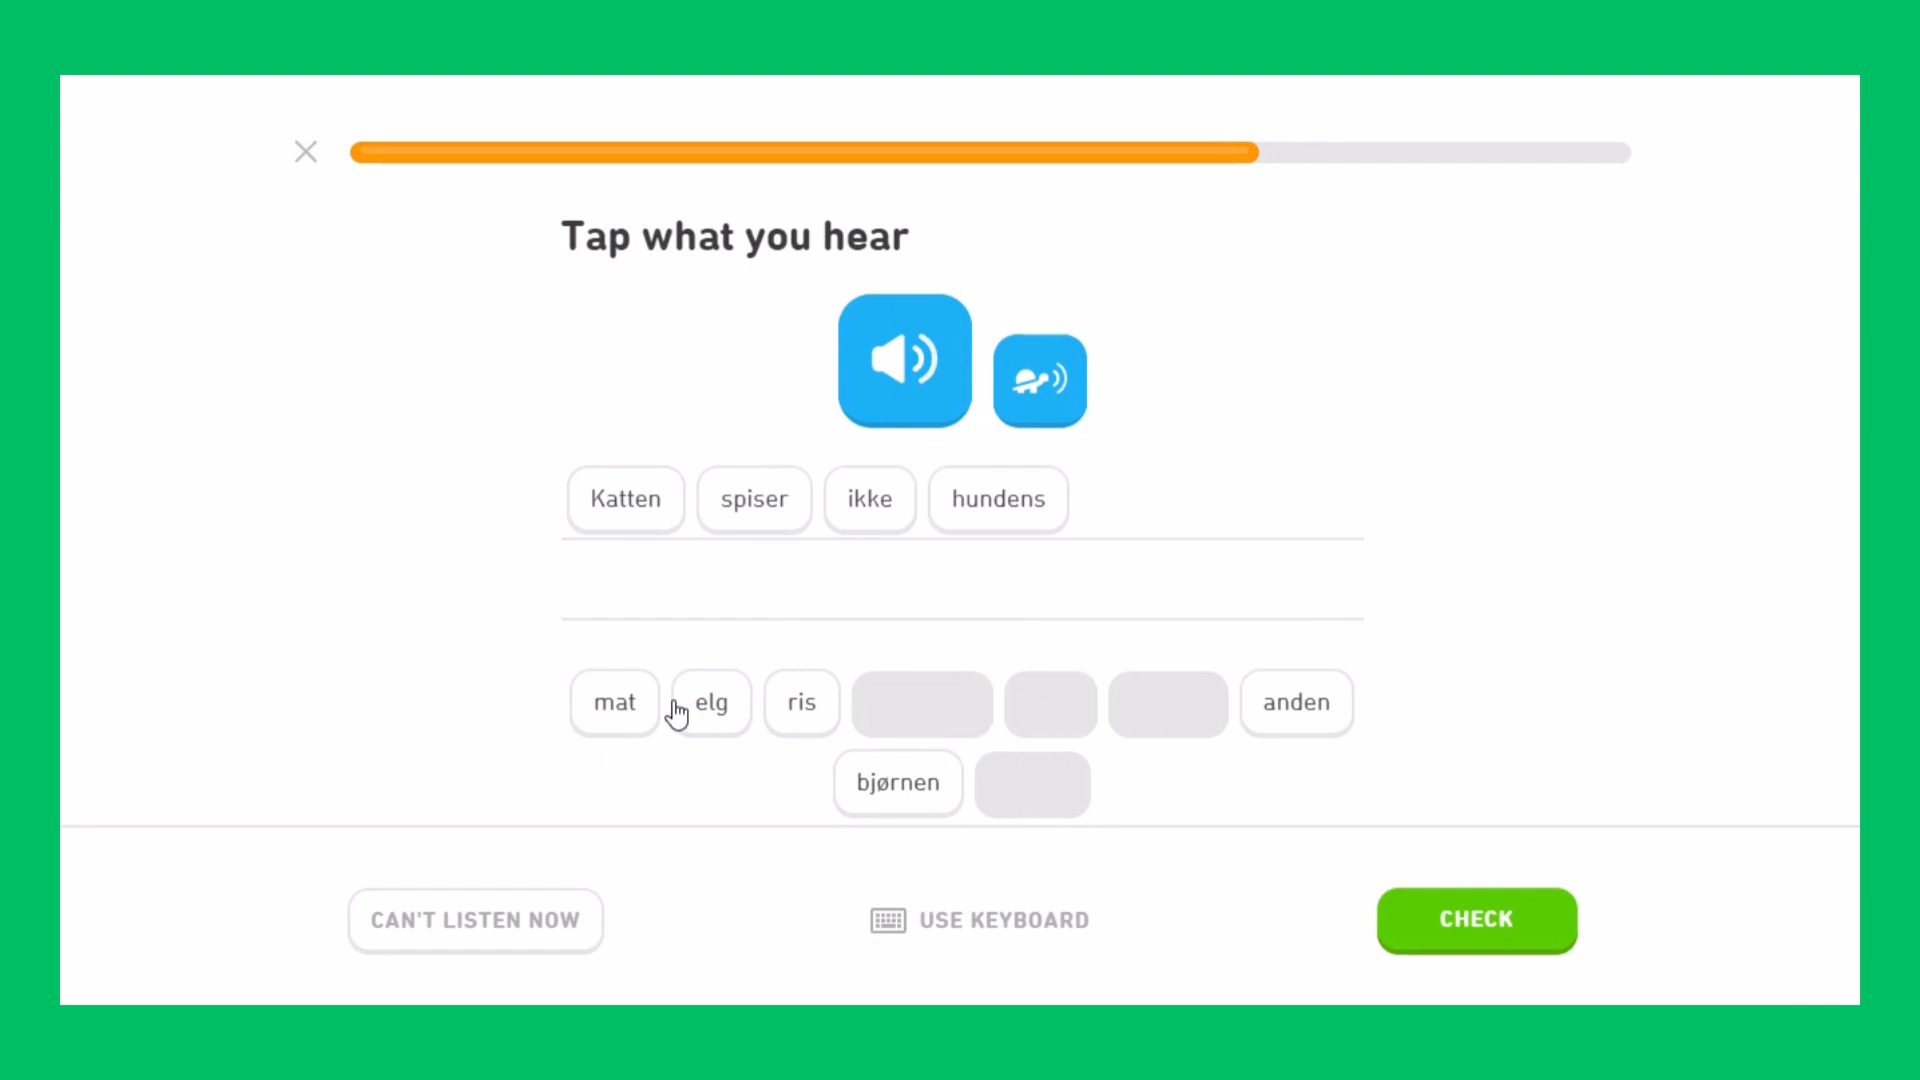 Tap what you hear
Katten spiser ikke hundens
mat elg ris anden
bjørnen
CAN'T LISTEN NOW USE KEYBOARD CHECK